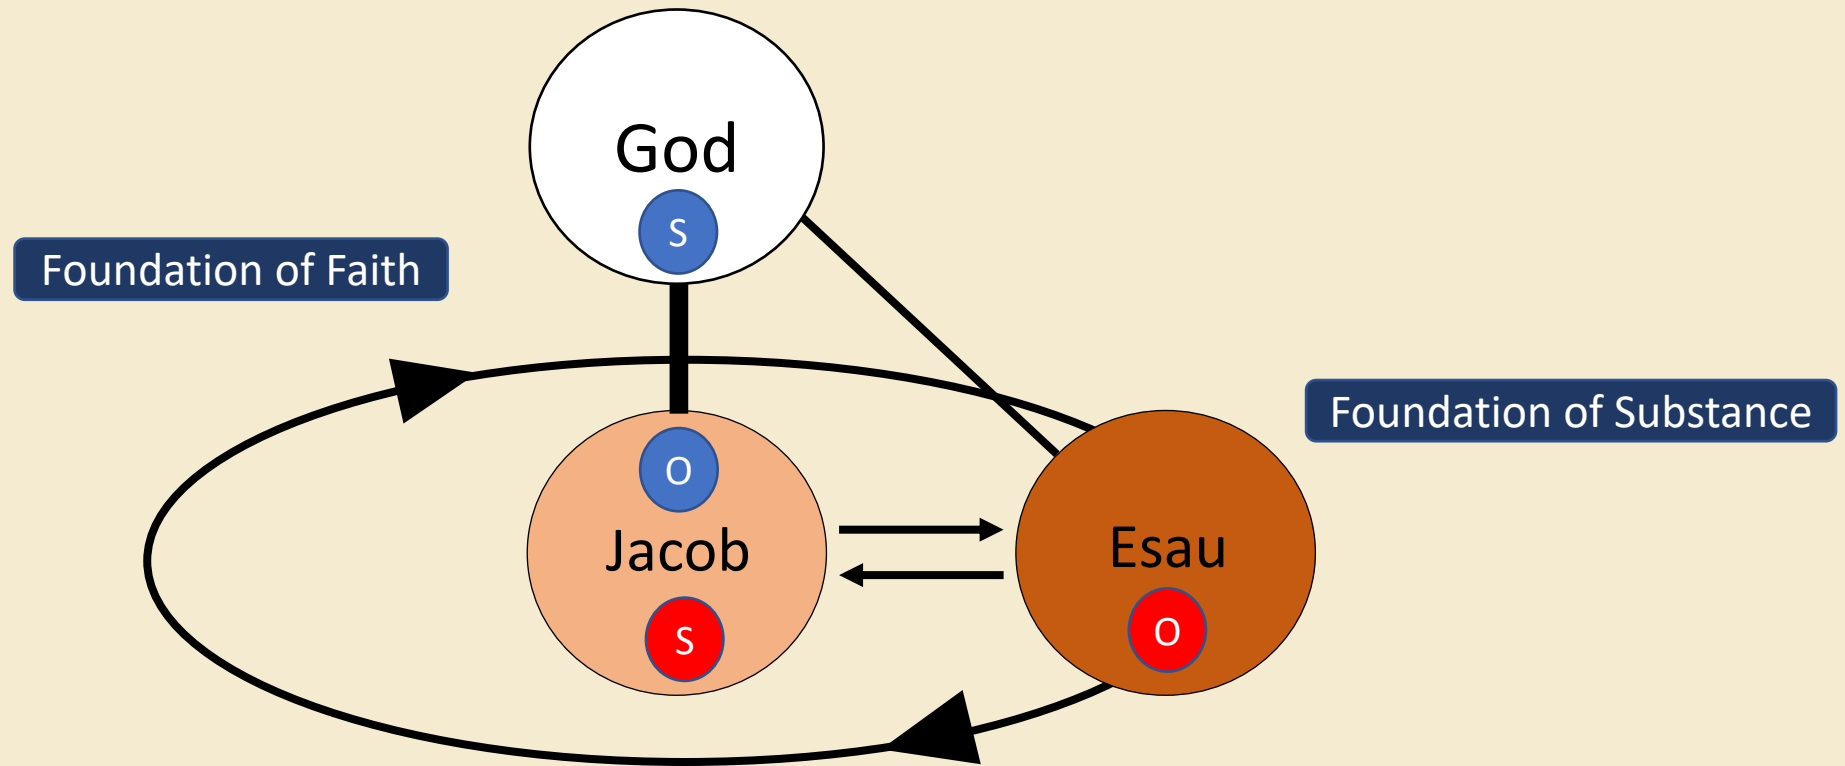 God
S
Foundation of Faith
Foundation of Substance
O
Jacob
Esau
S
O